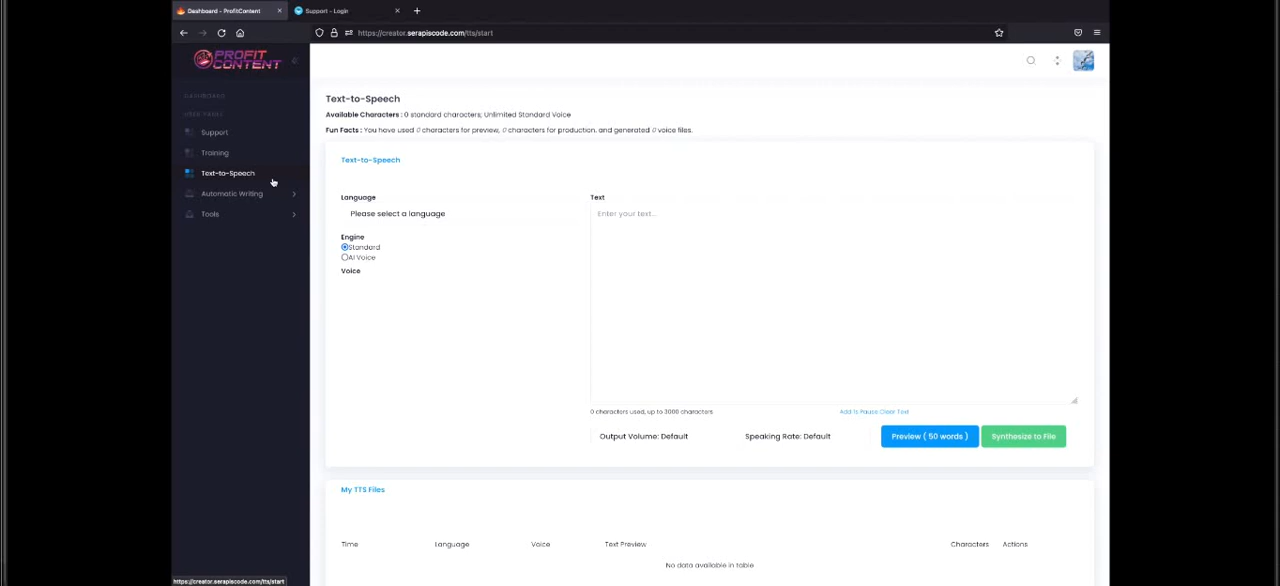 Dashboard - ProfitContent
Support - Login
https://creator.serapiscode.com/tts/start
PROFIT
CONTENT
DASHBOARD
USER PANEL
Support
Training
Text-to-Speech
Automatic Writing
Tools
Text-to-Speech
Available Characters : 0 standard characters; Unlimited Standard Voice
Fun Facts : You have used 0 characters for preview, 0 characters for production, and generated 0 voice files.
Text-to-Speech
Language
Please select a language
Engine
Standard
AI Voice
Voice
Text
Enter your text...
0 characters used, up to 3000 characters
Add 1s Pause Clear Text
Output Volume: Default
Speaking Rate: Default
Preview ( 50 words )
Synthesize to File
My TTS Files
Time Language Voice Text Preview Characters Actions
No data available in table
https://creator.serapiscode.com/tts/start